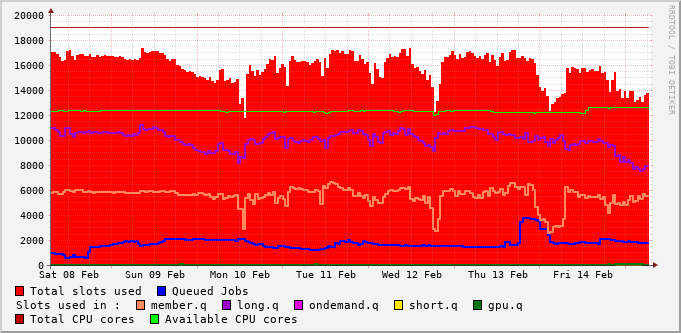 20000
18000
16000
14000
12000
10000
8000
6000
4000
2000
0
Sat 08 Feb Sun 09 Feb Mon 10 Feb Tue 11 Feb Wed 12 Feb Thu 13 Feb Fri 14 Feb
Total slots used Queued Jobs
Slots used in : member.q long.q ondemand.q short.q gpu.q
Total CPU cores Available CPU cores
RRDTOOL / TOBI OETIKER